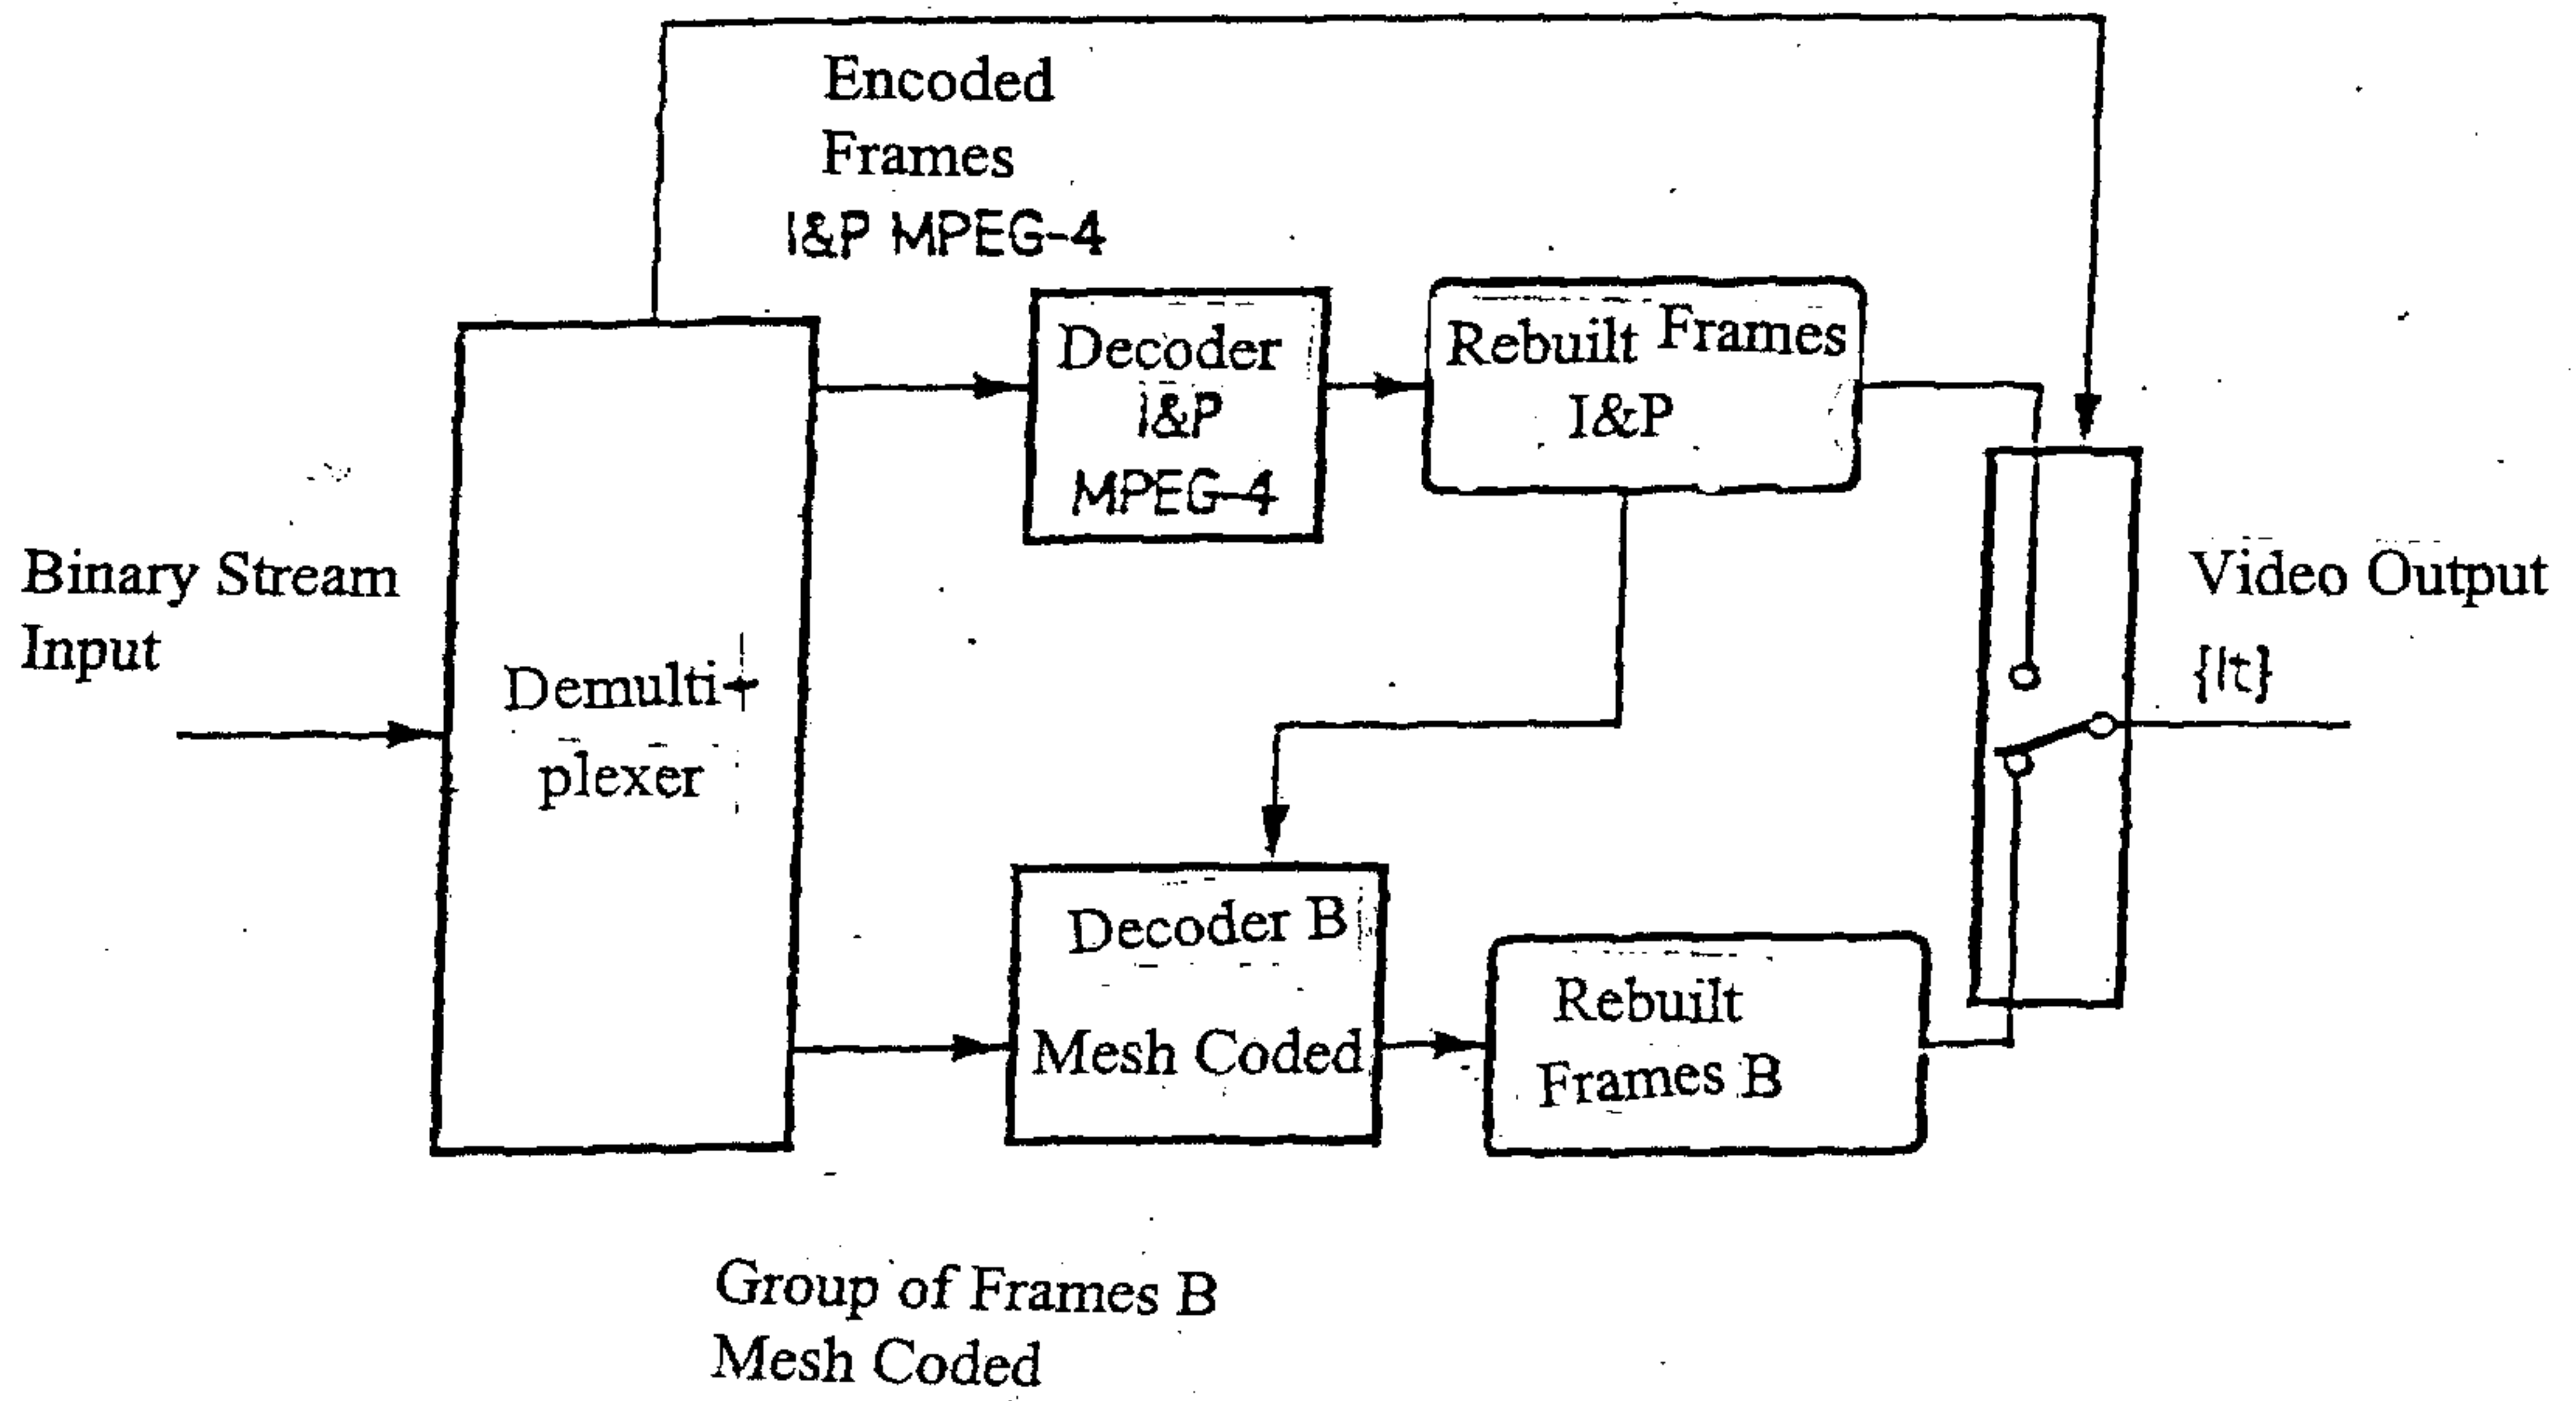 Encoded
Frames
I&P MPEG-4
Decoder
I&P
MPEG-4
Rebuilt Frames
I&P
Binary Stream
Input
Demulti-
plexer
Video Output
{It}
Decoder B
Mesh Coded
Rebuilt
Frames B
Group of Frames B
Mesh Coded